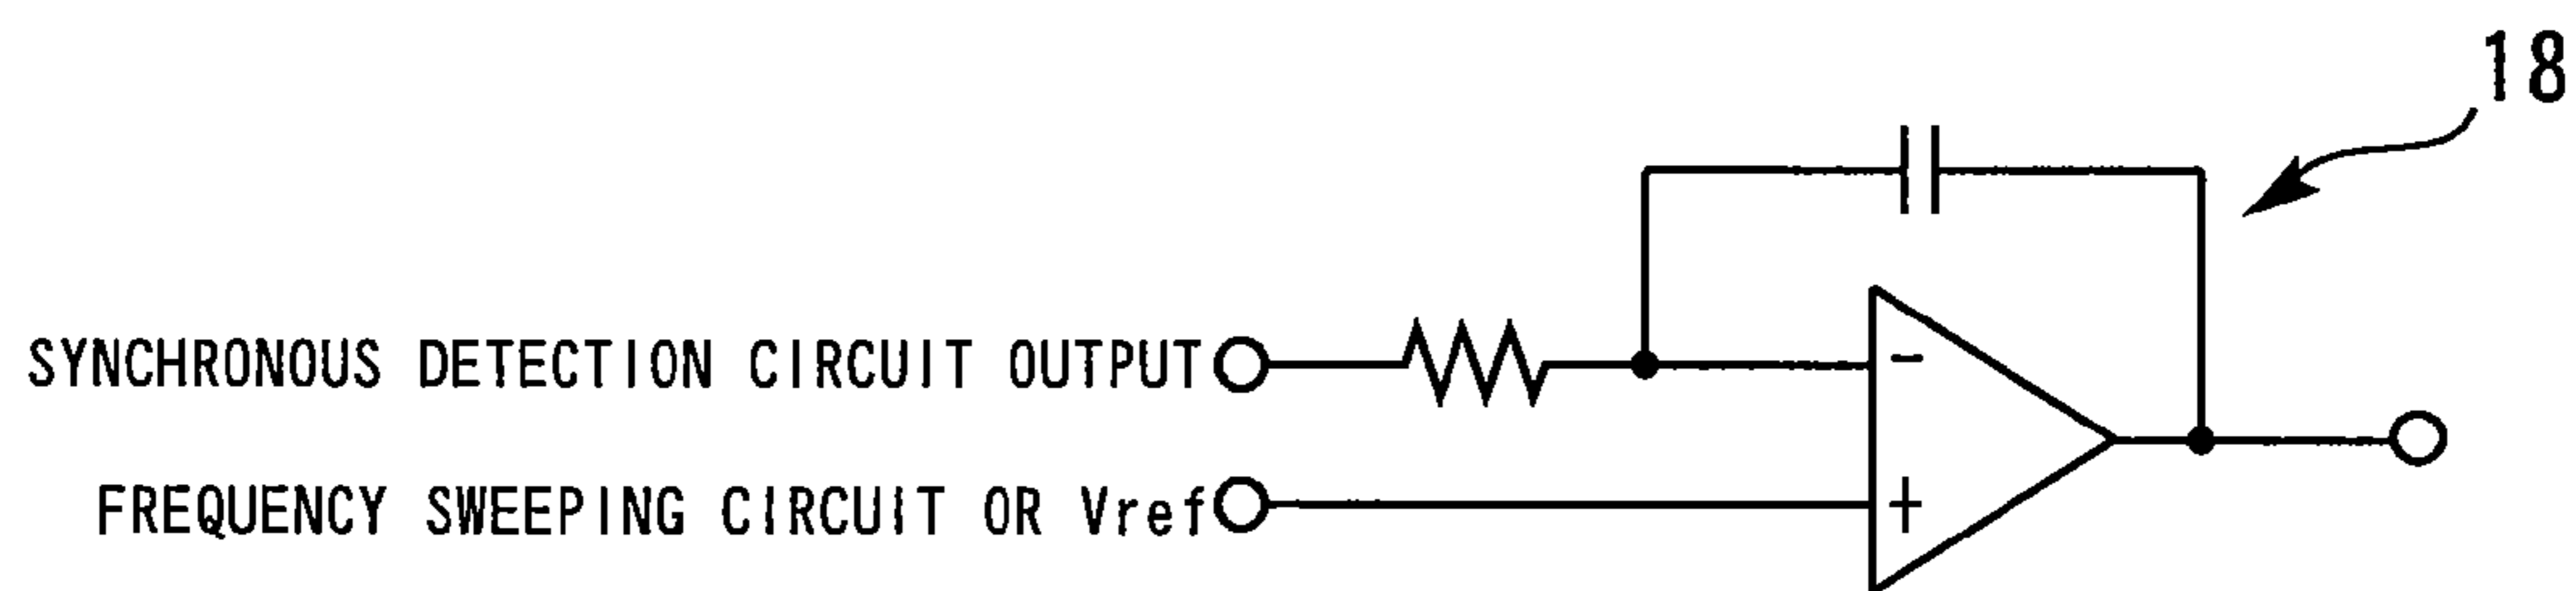 18
SYNCHRONOUS DETECTION CIRCUIT OUTPUT
-
FREQUENCY SWEEPING CIRCUIT OR Vref
+